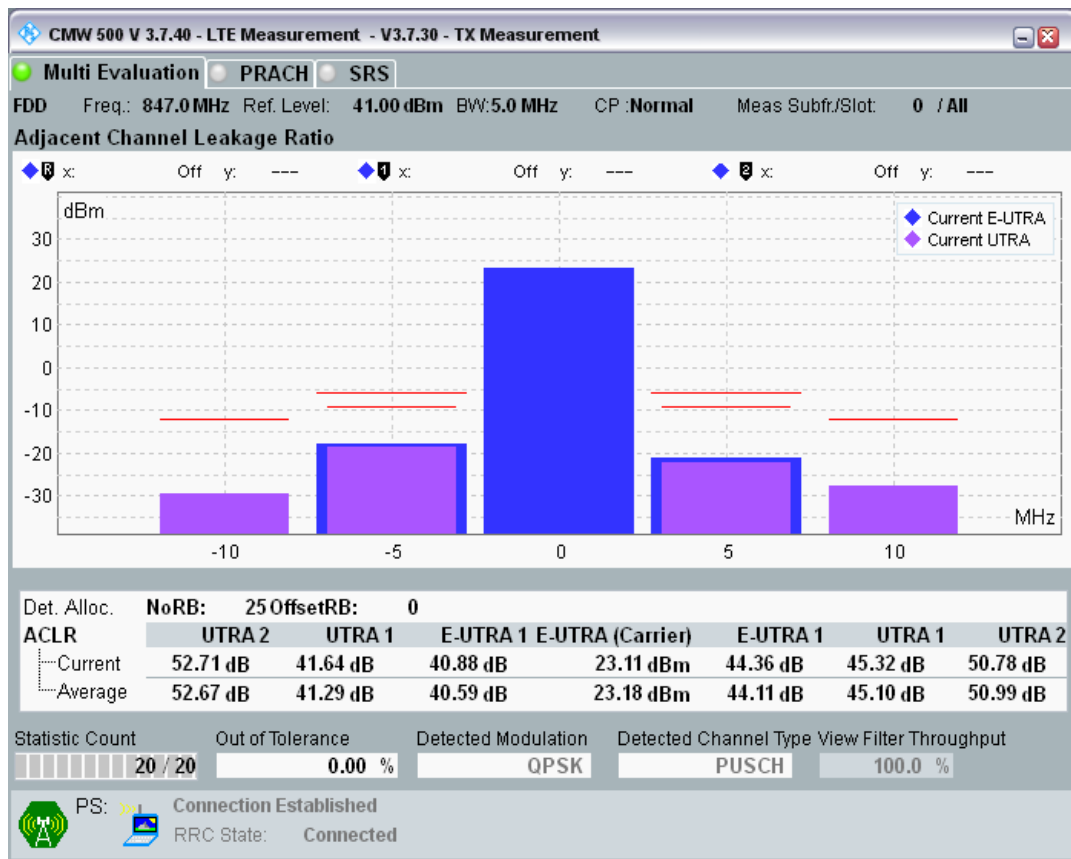 CMW 500 V 3.7.40 - LTE Measurement - V3.7.30 - TX Measurement
Multi Evaluation PRACH SRS
FDD Freq.: 847.0 MHz Ref. Level: 41.00 dBm BW:5.0 MHz CP :Normal Meas Subfr./Slot: 0 / All
Adjacent Channel Leakage Ratio
R x: Off y: --- 1 x: Off y: --- 2 x: Off y: ---
dBm
Current E-UTRA
Current UTRA
30
20
10
0
-10
-20
-30
MHz
-10 -5 0 5 10
Det. Alloc. NoRB: 25 OffsetRB: 0
ACLR UTRA 2 UTRA 1 E-UTRA 1 E-UTRA (Carrier) E-UTRA 1 UTRA 1 UTRA 2
Current 52.71 dB 41.64 dB 40.88 dB 23.11 dBm 44.36 dB 45.32 dB 50.78 dB
Average 52.67 dB 41.29 dB 40.59 dB 23.18 dBm 44.11 dB 45.10 dB 50.99 dB
Statistic Count Out of Tolerance Detected Modulation Detected Channel Type View Filter Throughput
20 / 20 0.00 % QPSK PUSCH 100.0 %
PS: Connection Established
RRC State: Connected